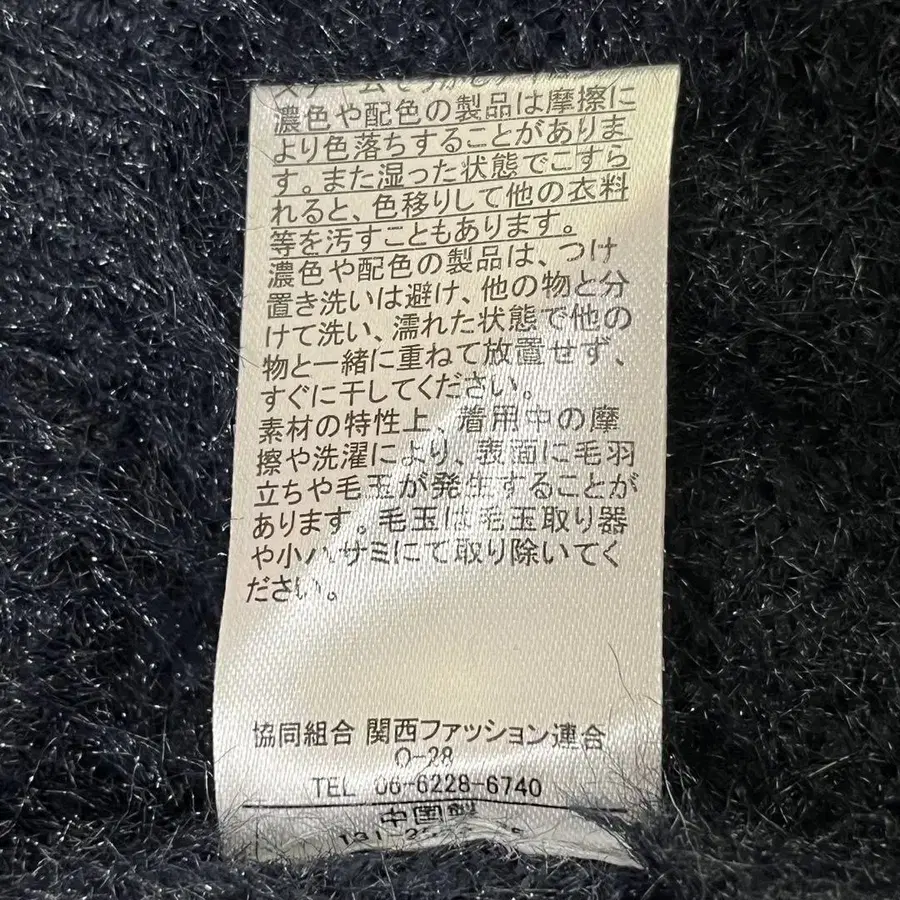 濃色や配色の製品は摩擦に
より色落ちすることがありま
す。また湿った状態でこすら
れると、色移りして他の衣料
等を汚すこともあります。
濃色や配色の製品は、つけ
置き洗いは避け、他の物と分
けて洗い、濡れた状態で他の
物と一緒に重ねて放置せず、
すぐに干してください。
素材の特性上、着用中の摩
擦や洗濯により、表面に毛羽
立ちや毛玉が発生することが
あります。毛玉は毛玉取り器
や小ハサミにて取り除いてく
ださい。
協同組合 関西ファッション連合
O-28
TEL 06-6228-6740
中国製